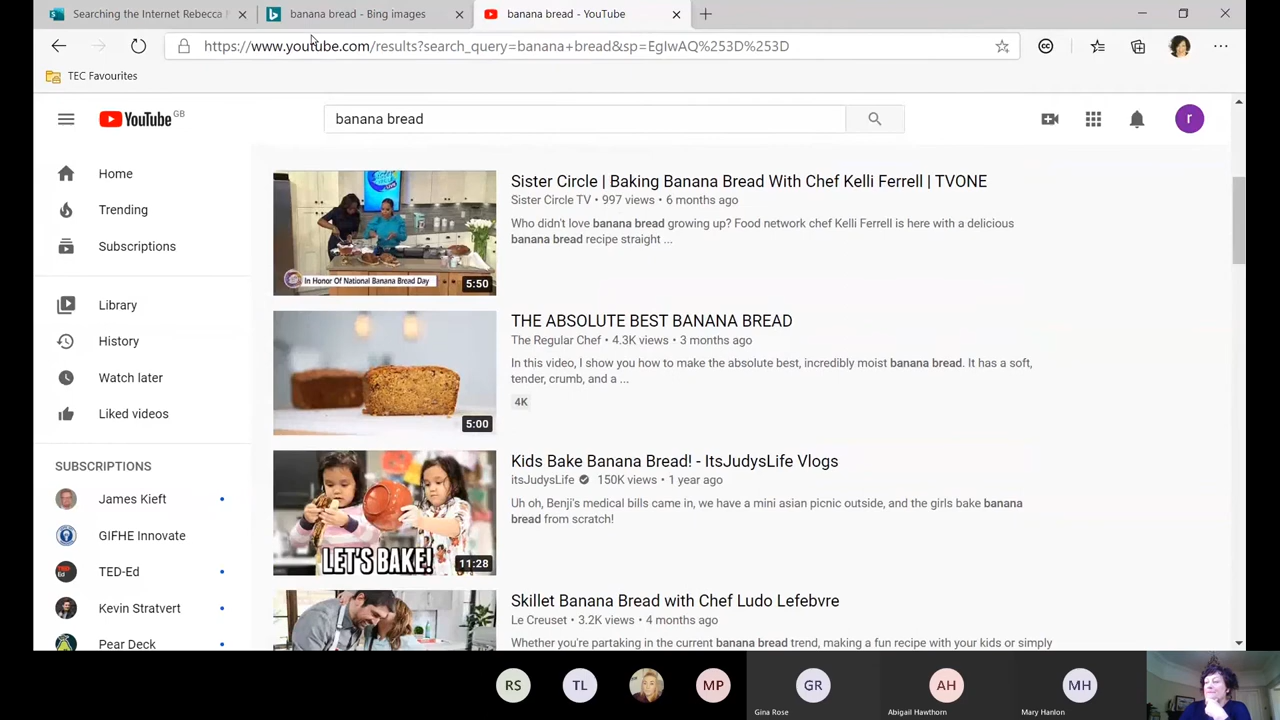 Searching the Internet Rebecca
banana bread - Bing images
banana bread - YouTube
https://www.youtube.com/results?search_query=banana+bread&sp=EgIwAQ%253D%253D
TEC Favourites
YouTube GB
banana bread
r
Home
Trending
Subscriptions
Library
History
Watch later
Liked videos
SUBSCRIPTIONS
James Kieft
GIFHE Innovate
TED-Ed
Kevin Stratvert
Pear Deck
In Honor Of National Banana Bread Day
5:50
Sister Circle | Baking Banana Bread With Chef Kelli Ferrell | TVONE
Sister Circle TV • 997 views • 6 months ago
Who didn't love banana bread growing up? Food network chef Kelli Ferrell is here with a delicious
banana bread recipe straight ...
5:00
THE ABSOLUTE BEST BANANA BREAD
The Regular Chef • 4.3K views • 3 months ago
In this video, I show you how to make the absolute best, incredibly moist banana bread. It has a soft,
tender, crumb, and a ...
4K
LET'S BAKE!
11:28
Kids Bake Banana Bread! - ItsJudysLife Vlogs
itsJudysLife 150K views • 1 year ago
Uh oh, Benji's medical bills came in, we have a mini asian picnic outside, and the girls bake banana
bread from scratch!
Skillet Banana Bread with Chef Ludo Lefebvre
Le Creuset • 3.2K views • 4 months ago
Whether you're partaking in the current banana bread trend, making a fun recipe with your kids or simply
RS
TL
MP
GR
Gina Rose
AH
Abigail Hawthorn
MH
Mary Hanlon